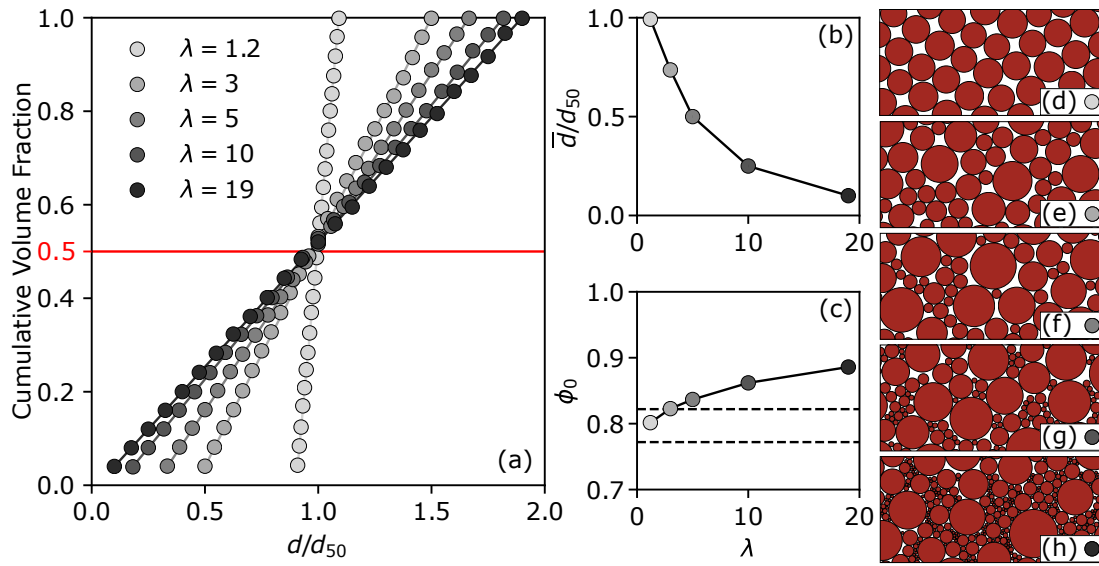 Cumulative Volume Fraction
1.0
0.8
0.6
0.5
0.4
0.2
0.0
λ = 1.2
λ = 3
λ = 5
λ = 10
λ = 19
(a)
0.0 0.5 1.0 1.5 2.0
d/d₅₀
d̅/d₅₀
1.0
0.5
0.0
(b)
0 10 20
ϕ₀
1.0
0.9
0.8
0.7
(c)
0 10 20
λ
(d)
(e)
(f)
(g)
(h)